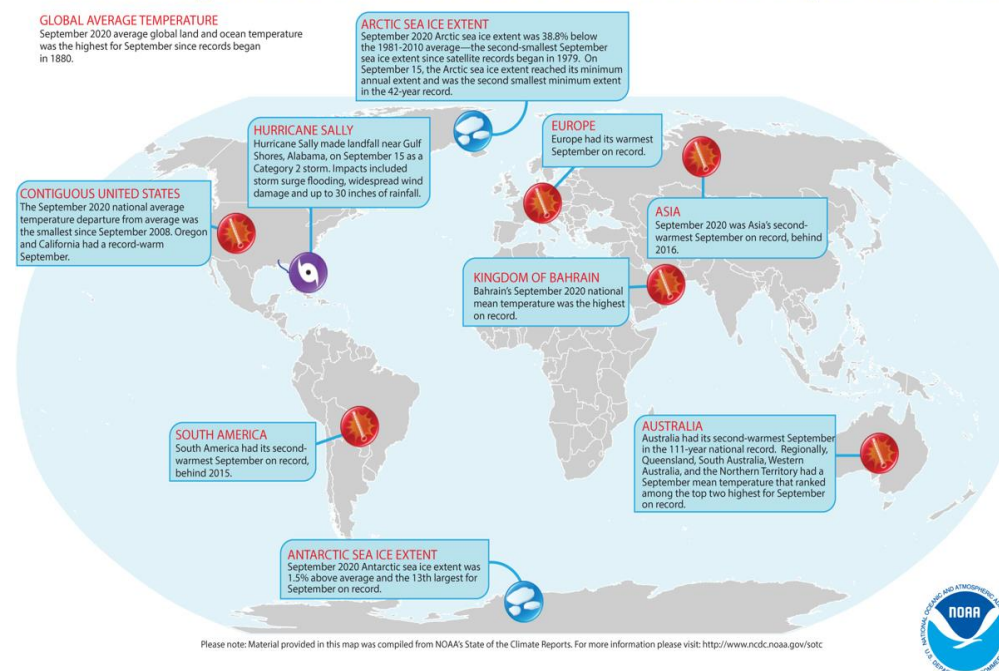 GLOBAL AVERAGE TEMPERATURE
September 2020 average global land and ocean temperature
was the highest for September since records began
in 1880.
ARCTIC SEA ICE EXTENT
September 2020 Arctic sea ice extent was 38.8% below
the 1981-2010 average—the second-smallest September
sea ice extent since satellite records began in 1979. On
September 15, the Arctic sea ice extent reached its minimum
annual extent and was the second smallest minimum extent
in the 42-year record.
HURRICANE SALLY
Hurricane Sally made landfall near Gulf
Shores, Alabama, on September 15 as a
Category 2 storm. Impacts included
storm surge flooding, widespread wind
damage and up to 30 inches of rainfall.
EUROPE
Europe had its warmest
September on record.
CONTIGUOUS UNITED STATES
The September 2020 national average
temperature departure from average was
the smallest since September 2008. Oregon
and California had a record-warm
September.
ASIA
September 2020 was Asia's second-
warmest September on record, behind
2016.
KINGDOM OF BAHRAIN
Bahrain's September 2020 national
mean temperature was the highest
on record.
SOUTH AMERICA
South America had its second-
warmest September on record,
behind 2015.
AUSTRALIA
Australia had its second-warmest September
in the 111-year national record. Regionally,
Queensland, South Australia, Western
Australia, and the Northern Territory had a
September mean temperature that ranked
among the top two highest for September
on record.
ANTARCTIC SEA ICE EXTENT
September 2020 Antarctic sea ice extent was
1.5% above average and the 13th largest for
September on record.
Please note: Material provided in this map was compiled from NOAA's State of the Climate Reports. For more information please visit: http://www.ncdc.noaa.gov/sotc
NATIONAL OCEANIC AND ATMOSPHERIC
NOAA